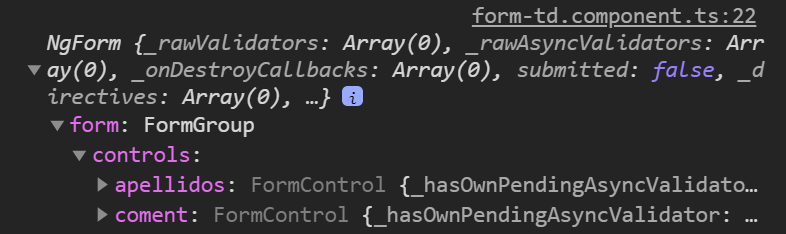 form-td.component.ts:22
NgForm {_rawValidators: Array(0), _rawAsyncValidators: Arr
ay(0), _onDestroyCallbacks: Array(0), submitted: false, _d
irectives: Array(0), …} i
form: FormGroup
controls:
apellidos: FormControl {_hasOwnPendingAsyncValidato…
coment: FormControl {_hasOwnPendingAsyncValidator: …